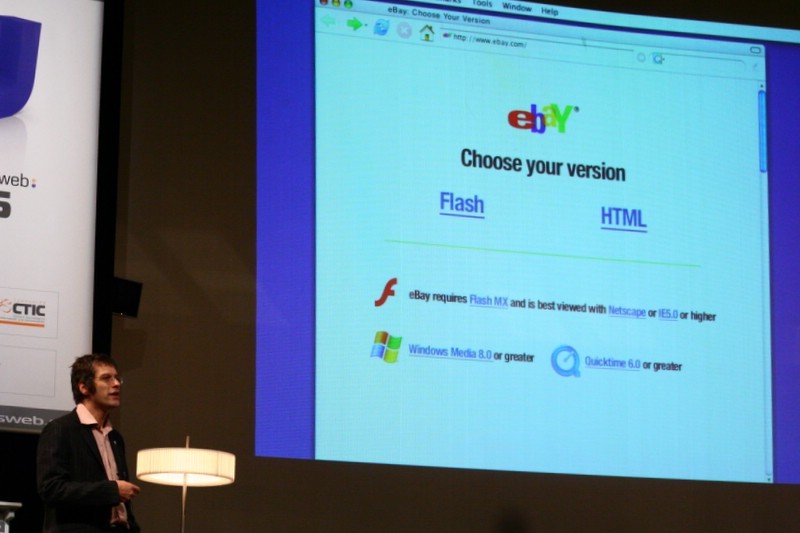 Tools Window Help
eBay: Choose Your Version
http://www.ebay.com/
ebaY®
Choose your version
Flash
HTML
eBay requires Flash MX and is best viewed with Netscape or IE5.0 or higher
Windows Media 8.0 or greater
Quicktime 6.0 or greater
web:
CTIC
sweb.